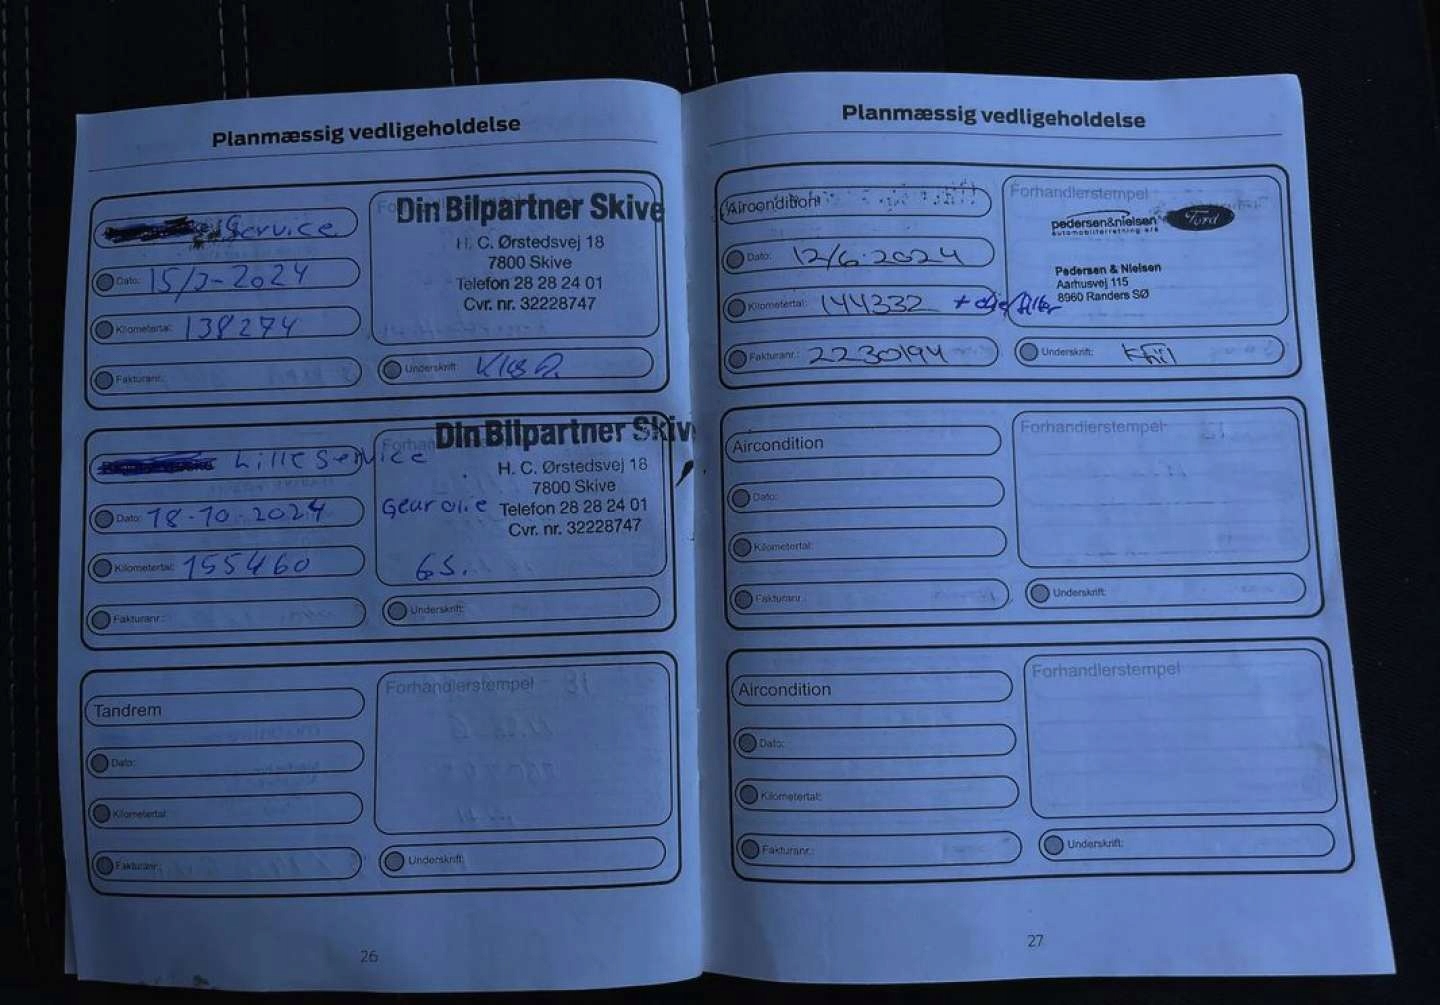 Planmæssig vedligeholdelse
Service
Dato: 15/2-2024
Kilometertal: 138274
Fakturanr.:
Din Bilpartner Skive
H. C. Ørstedsvej 18
7800 Skive
Telefon 28 28 24 01
Cvr. nr. 32228747
Underskrift:
Lille Service
Dato: 18-10-2024
Kilometertal: 155460
Fakturanr.:
Din Bilpartner Skive
H. C. Ørstedsvej 18
7800 Skive
Gear olie
Telefon 28 28 24 01
Cvr. nr. 32228747
GS.
Underskrift:
Tandrem
Dato:
Kilometertal:
Fakturanr.:
Forhandlerstempel
Underskrift:
26
Planmæssig vedligeholdelse
Aircondition
Dato: 12/6-2024
Kilometertal: 144332
Fakturanr.: 2230194
Forhandlerstempel
pedersen&nielsen
automobilforretning a/s
Ford
Pedersen & Nielsen
Aarhusvej 115
8960 Randers SØ
Underskrift:
Aircondition
Dato:
Kilometertal:
Fakturanr.:
Forhandlerstempel
Underskrift:
Aircondition
Dato:
Kilometertal:
Fakturanr.:
Forhandlerstempel
Underskrift:
27